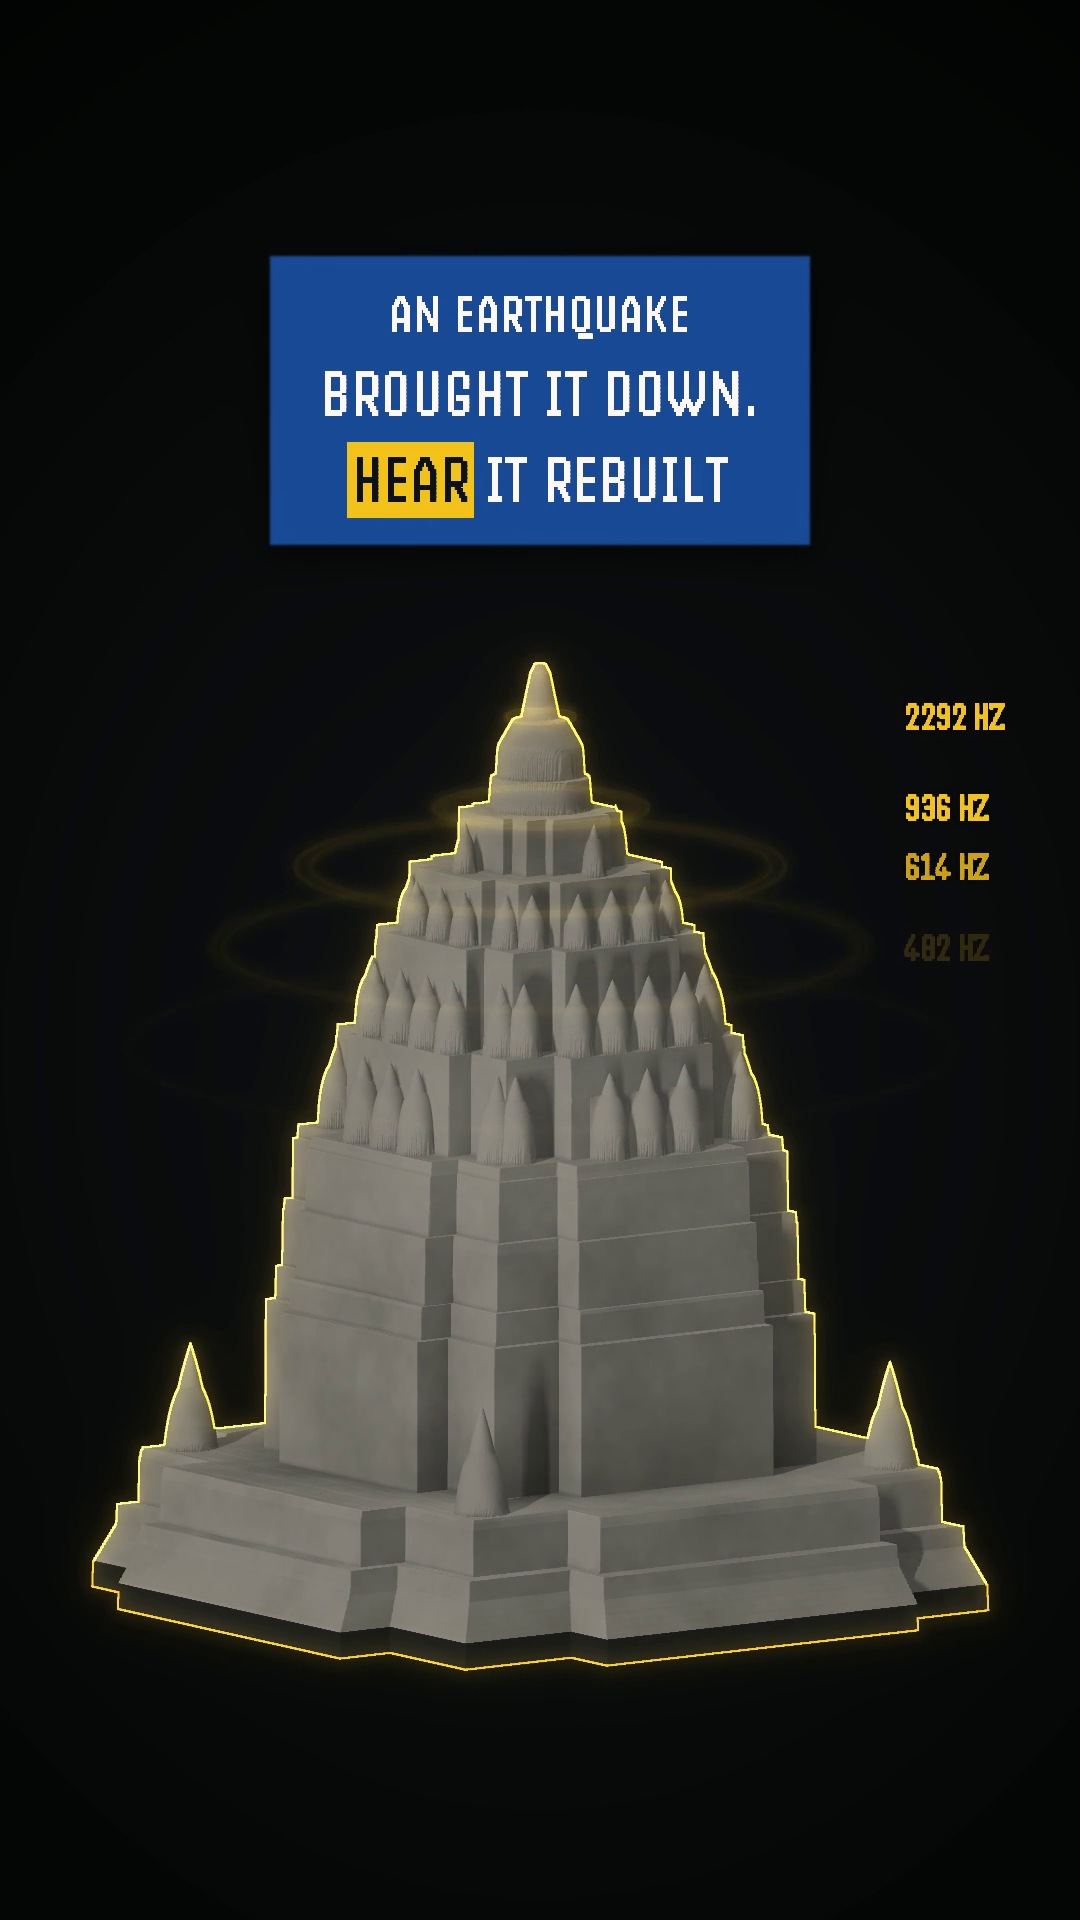 AN EARTHQUAKE
BROUGHT IT DOWN.
HEAR IT REBUILT
2292 HZ
936 HZ
614 HZ
482 HZ